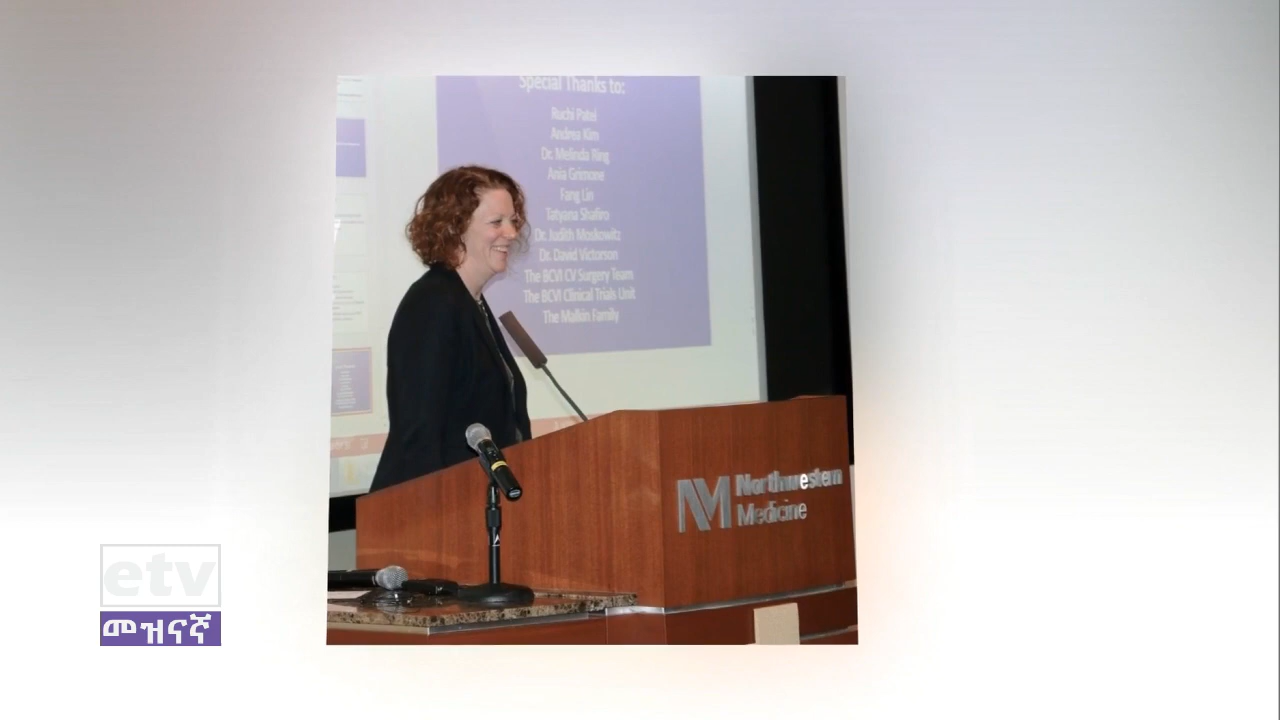 Special Thanks to:
Ruchi Patel
Andrea Kim
Dr. Melinda Ring
Ania Grimone
Fang Lin
Tatyana Shafiro
Dr. Judith Moskowitz
Dr. David Victorson
The BCVI CV Surgery Team
The BCVI Clinical Trials Unit
The Malkin Family
NM Northwestern
Medicine
etv
መዝናኛ